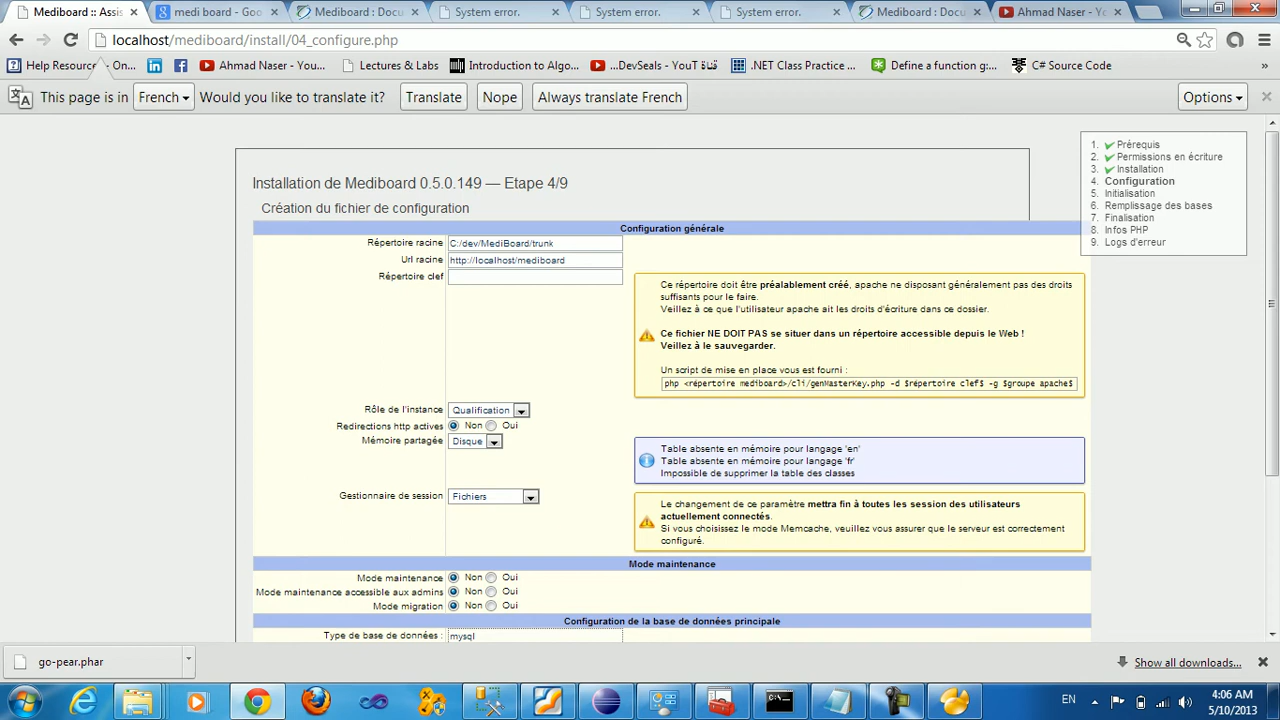 Mediboard :: Assis
medi board - Goo
Mediboard : Docu
System error.
System error.
System error.
Mediboard : Docu
Ahmad Naser - Yo
localhost/mediboard/install/04_configure.php
Help Resource
On...
Ahmad Naser - You...
Lectures & Labs
Introduction to Algo...
.NET Class Practice ...
Define a function g:...
C# Source Code
»
This page is in French Would you like to translate it? Translate Nope Always translate French Options
Installation de Mediboard 0.5.0.149 — Etape 4/9
Création du fichier de configuration
1. Prérequis
2. Permissions en écriture
3. Installation
4. Configuration
5. Initialisation
6. Remplissage des bases
7. Finalisation
8. Infos PHP
9. Logs d'erreur
Configuration générale
Répertoire racine C:/dev/MediBoard/trunk
Url racine http://localhost/mediboard
Répertoire clef
Ce répertoire doit être préalablement créé, apache ne disposant généralement pas des droits
suffisants pour le faire.
Veillez à ce que l'utilisateur apache ait les droits d'écriture dans ce dossier.
Ce fichier NE DOIT PAS se situer dans un répertoire accessible depuis le Web !
Veillez à le sauvegarder.
Un script de mise en place vous est fourni :
php <répertoire mediboard>/cli/genMasterKey.php -d $répertoire clef$ -g $groupe apache$
Rôle de l'instance Qualification
Redirections http actives Non Oui
Mémoire partagée Disque
Table absente en mémoire pour langage 'en'
Table absente en mémoire pour langage 'fr'
Impossible de supprimer la table des classes
Gestionnaire de session Fichiers
Le changement de ce paramètre mettra fin à toutes les session des utilisateurs
actuellement connectés.
Si vous choisissez le mode Memcache, veuillez vous assurer que le serveur est correctement
configuré.
Mode maintenance
Mode maintenance Non Oui
Mode maintenance accessible aux admins Non Oui
Mode migration Non Oui
Configuration de la base de données principale
Type de base de données : mysql
go-pear.phar
Show all downloads...
EN
4:06 AM
5/10/2013